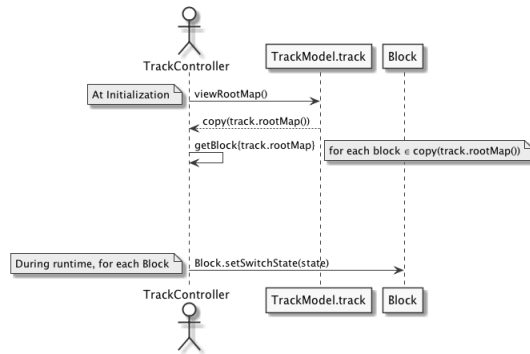 TrackController
TrackModel.track
Block
At Initialization
viewRootMap()
copy(track.rootMap())
getBlock{track.rootMap}
for each block ∈ copy(track.rootMap())
During runtime, for each Block
Block.setSwitchState(state)
TrackController
TrackModel.track
Block